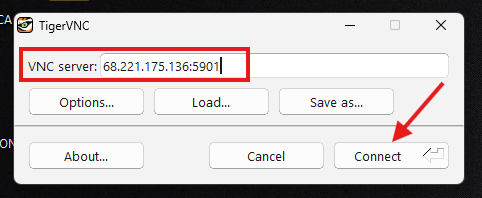 TigerVNC
VNC server: 68.221.175.136:5901
Options... Load... Save as...
About... Cancel Connect